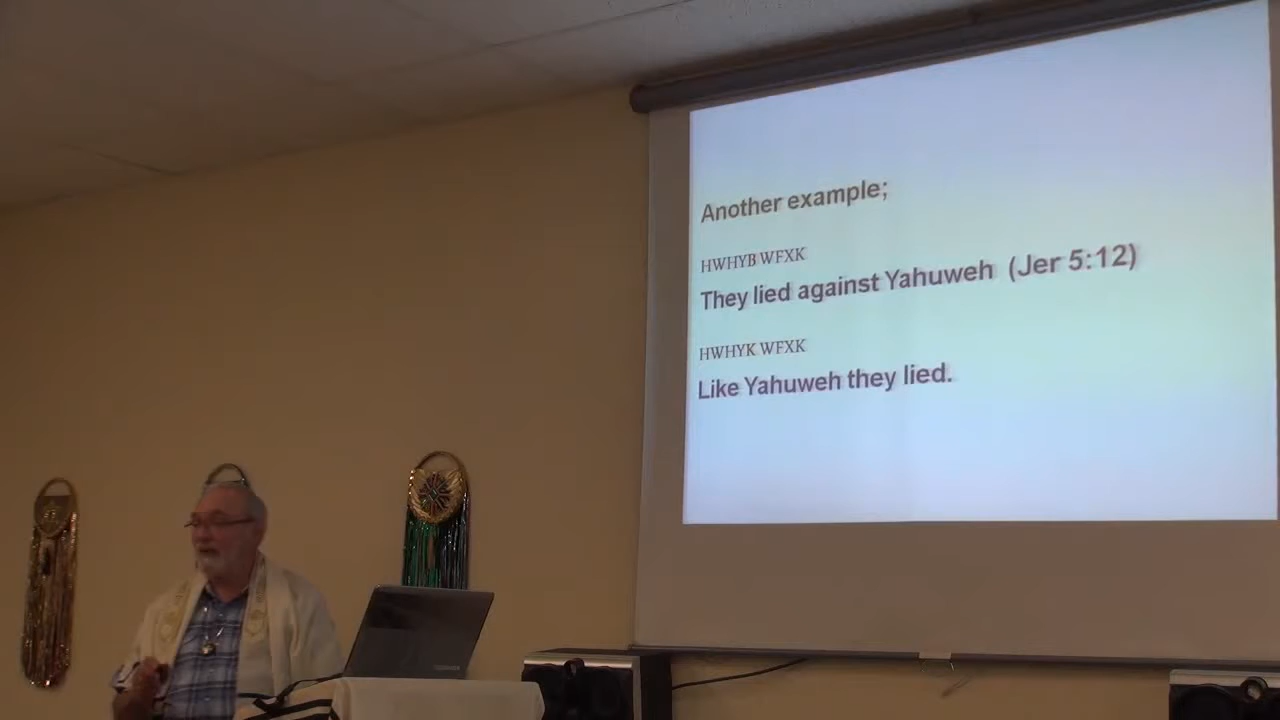 Another example;
HWHYB WFXK
They lied against Yahuweh (Jer 5:12)
HWHYK WFXK
Like Yahuweh they lied.